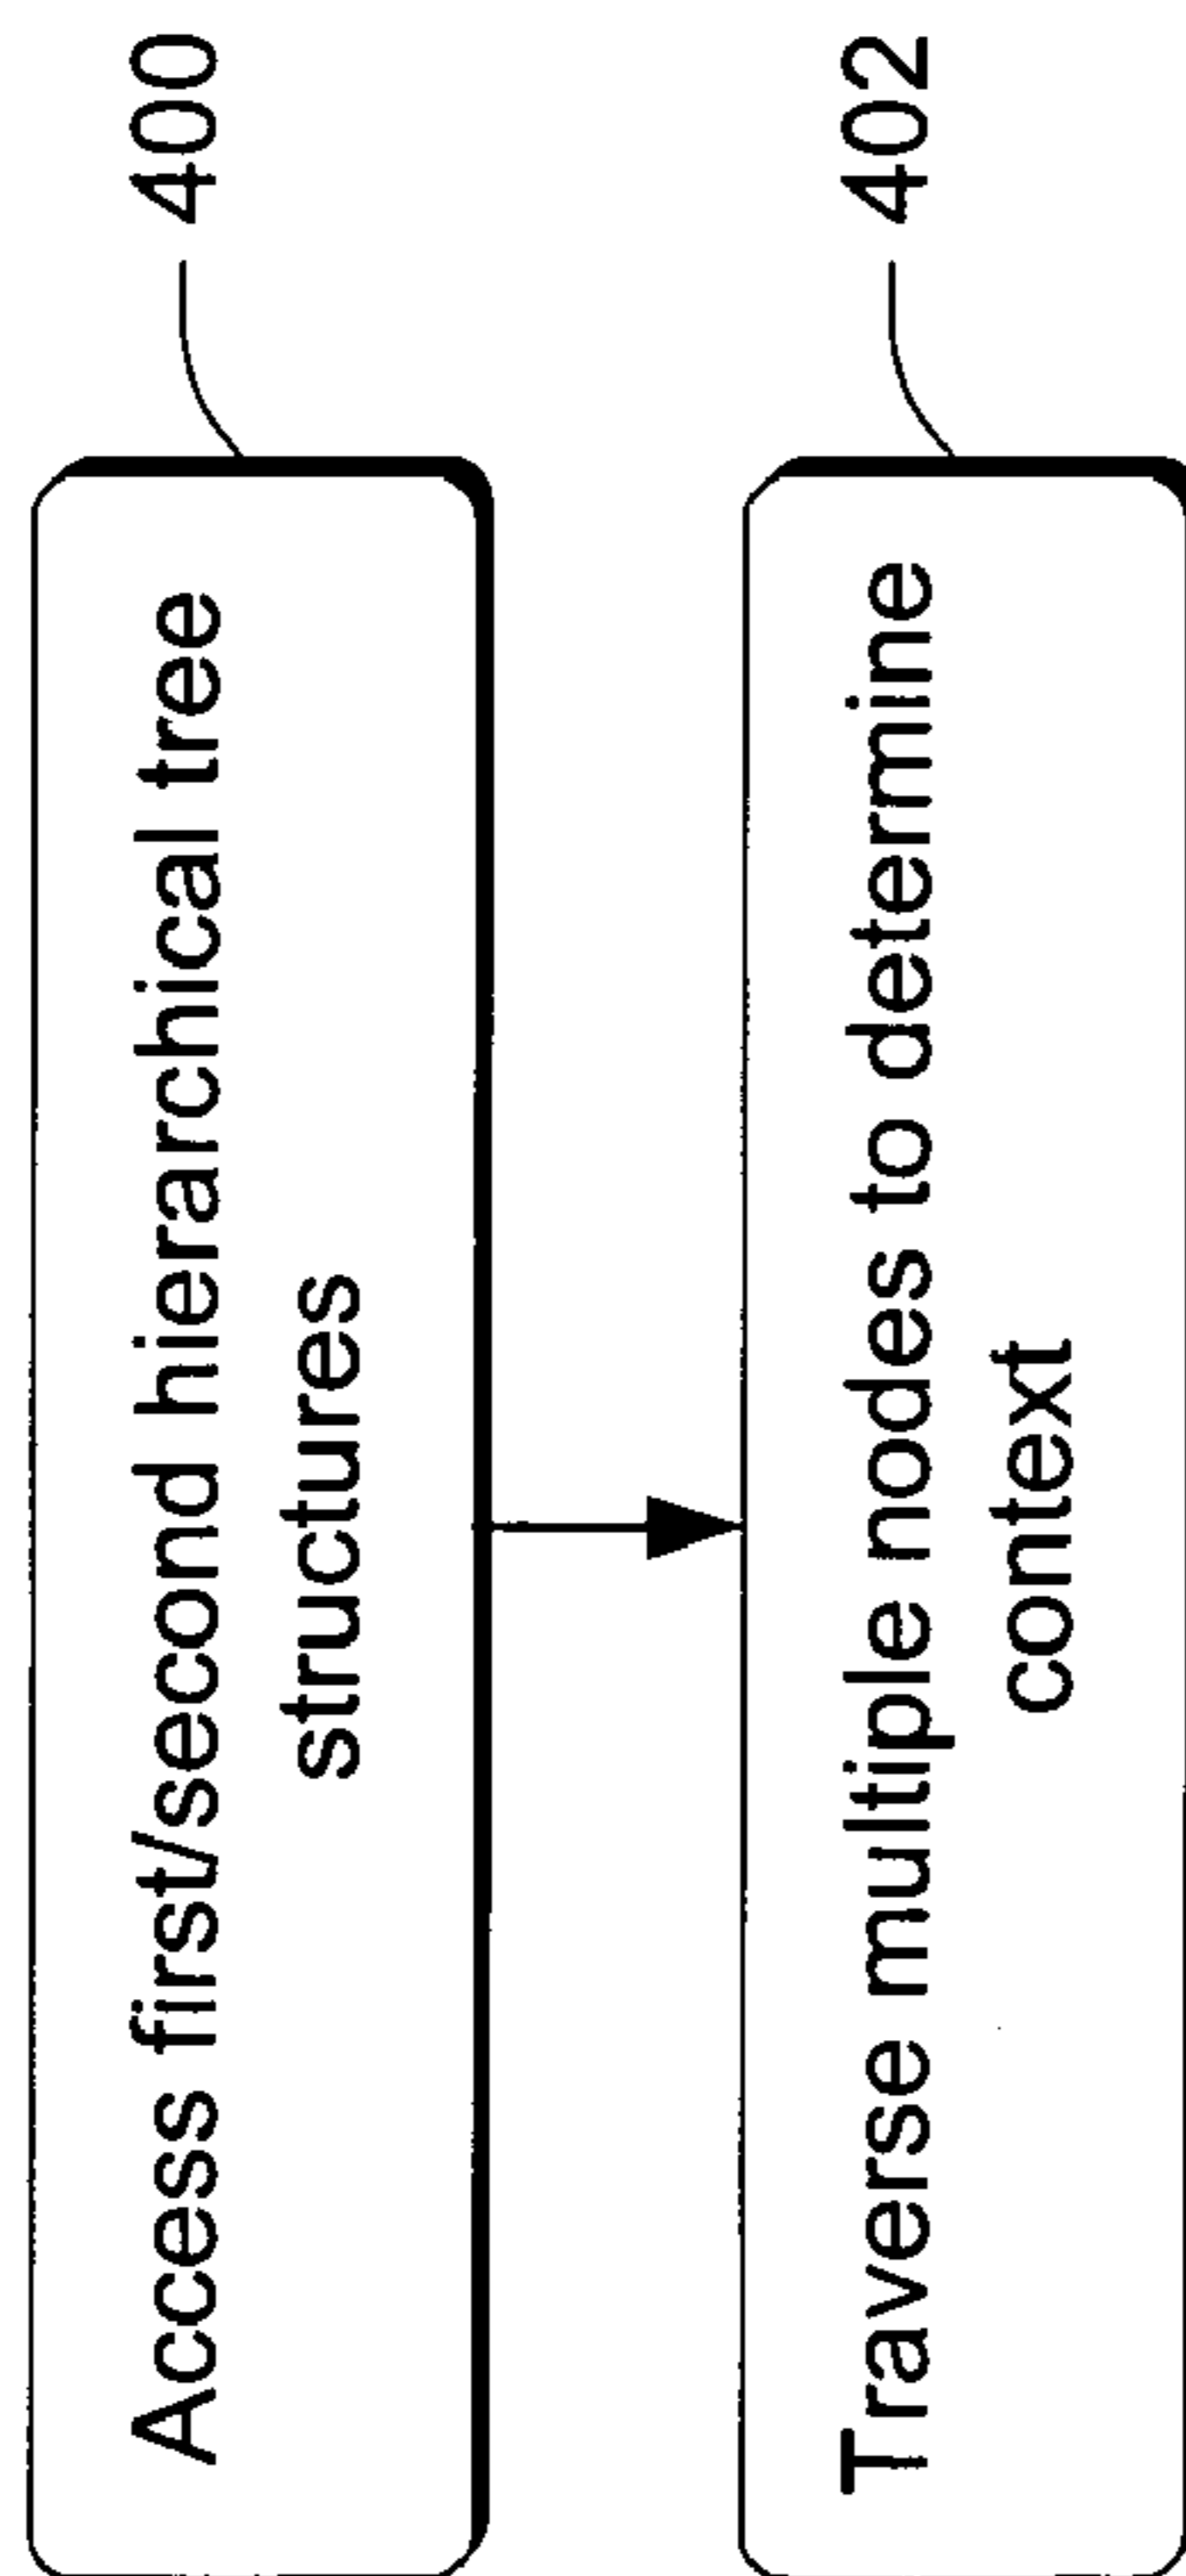 Access first/second hierarchical tree
structures
400
Traverse multiple nodes to determine
context
402